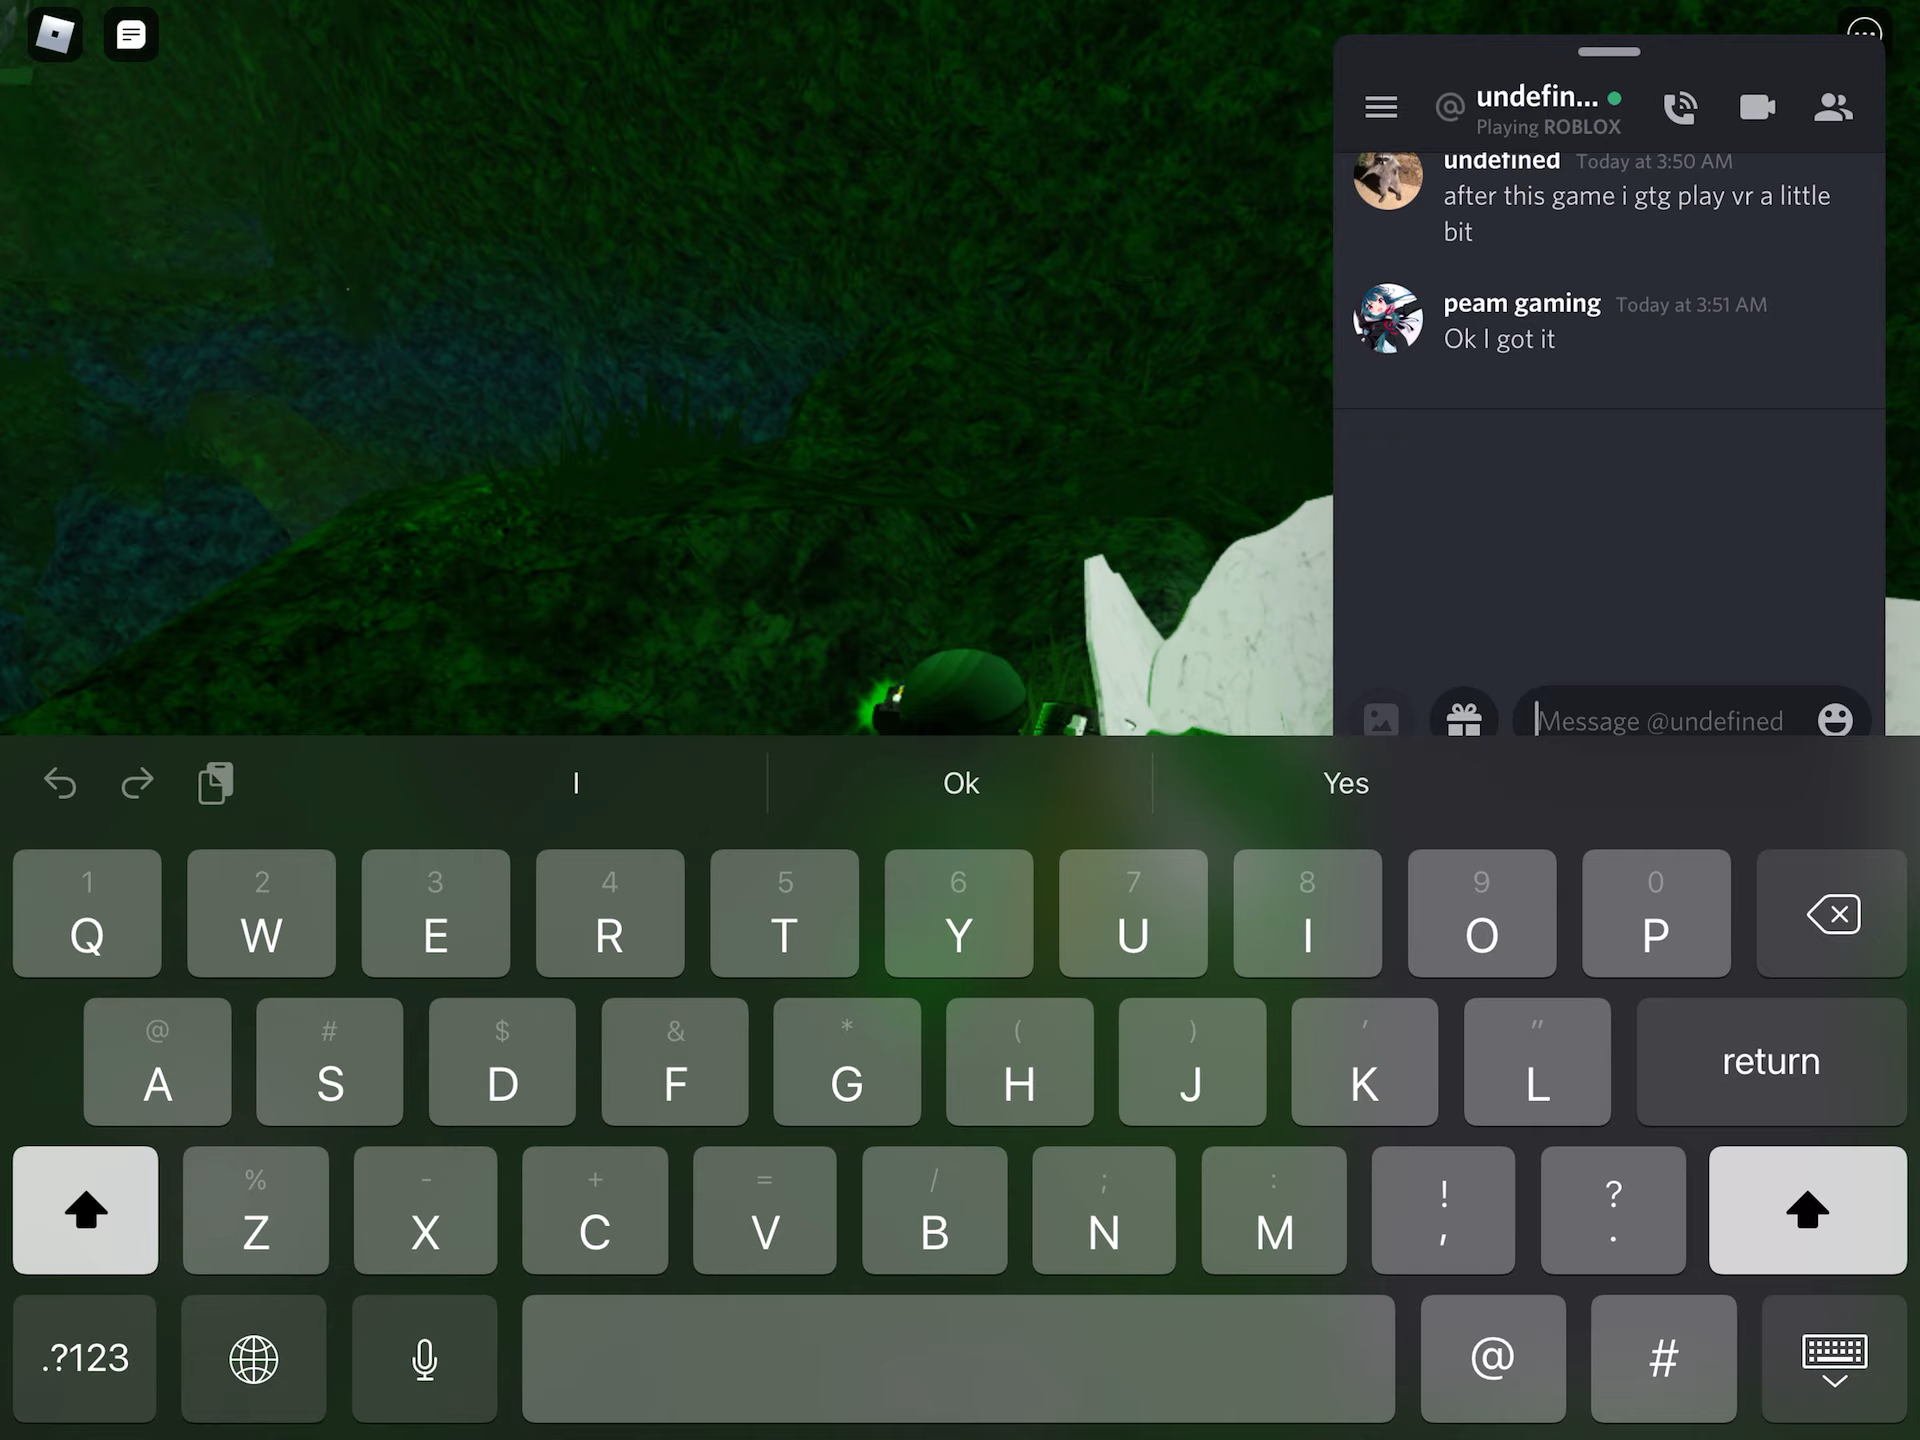 undefin...
Playing ROBLOX
undefined Today at 3:50 AM
after this game i gtg play vr a little
bit
peam gaming Today at 3:51 AM
Ok I got it
Message @undefined
I Ok Yes
1 2 3 4 5 6 7 8 9 0
Q W E R T Y U I O P
@ # $ & * ( ) ' "
A S D F G H J K L return
% - + = / ; : ! ?
Z X C V B N M , .
.?123 @ #